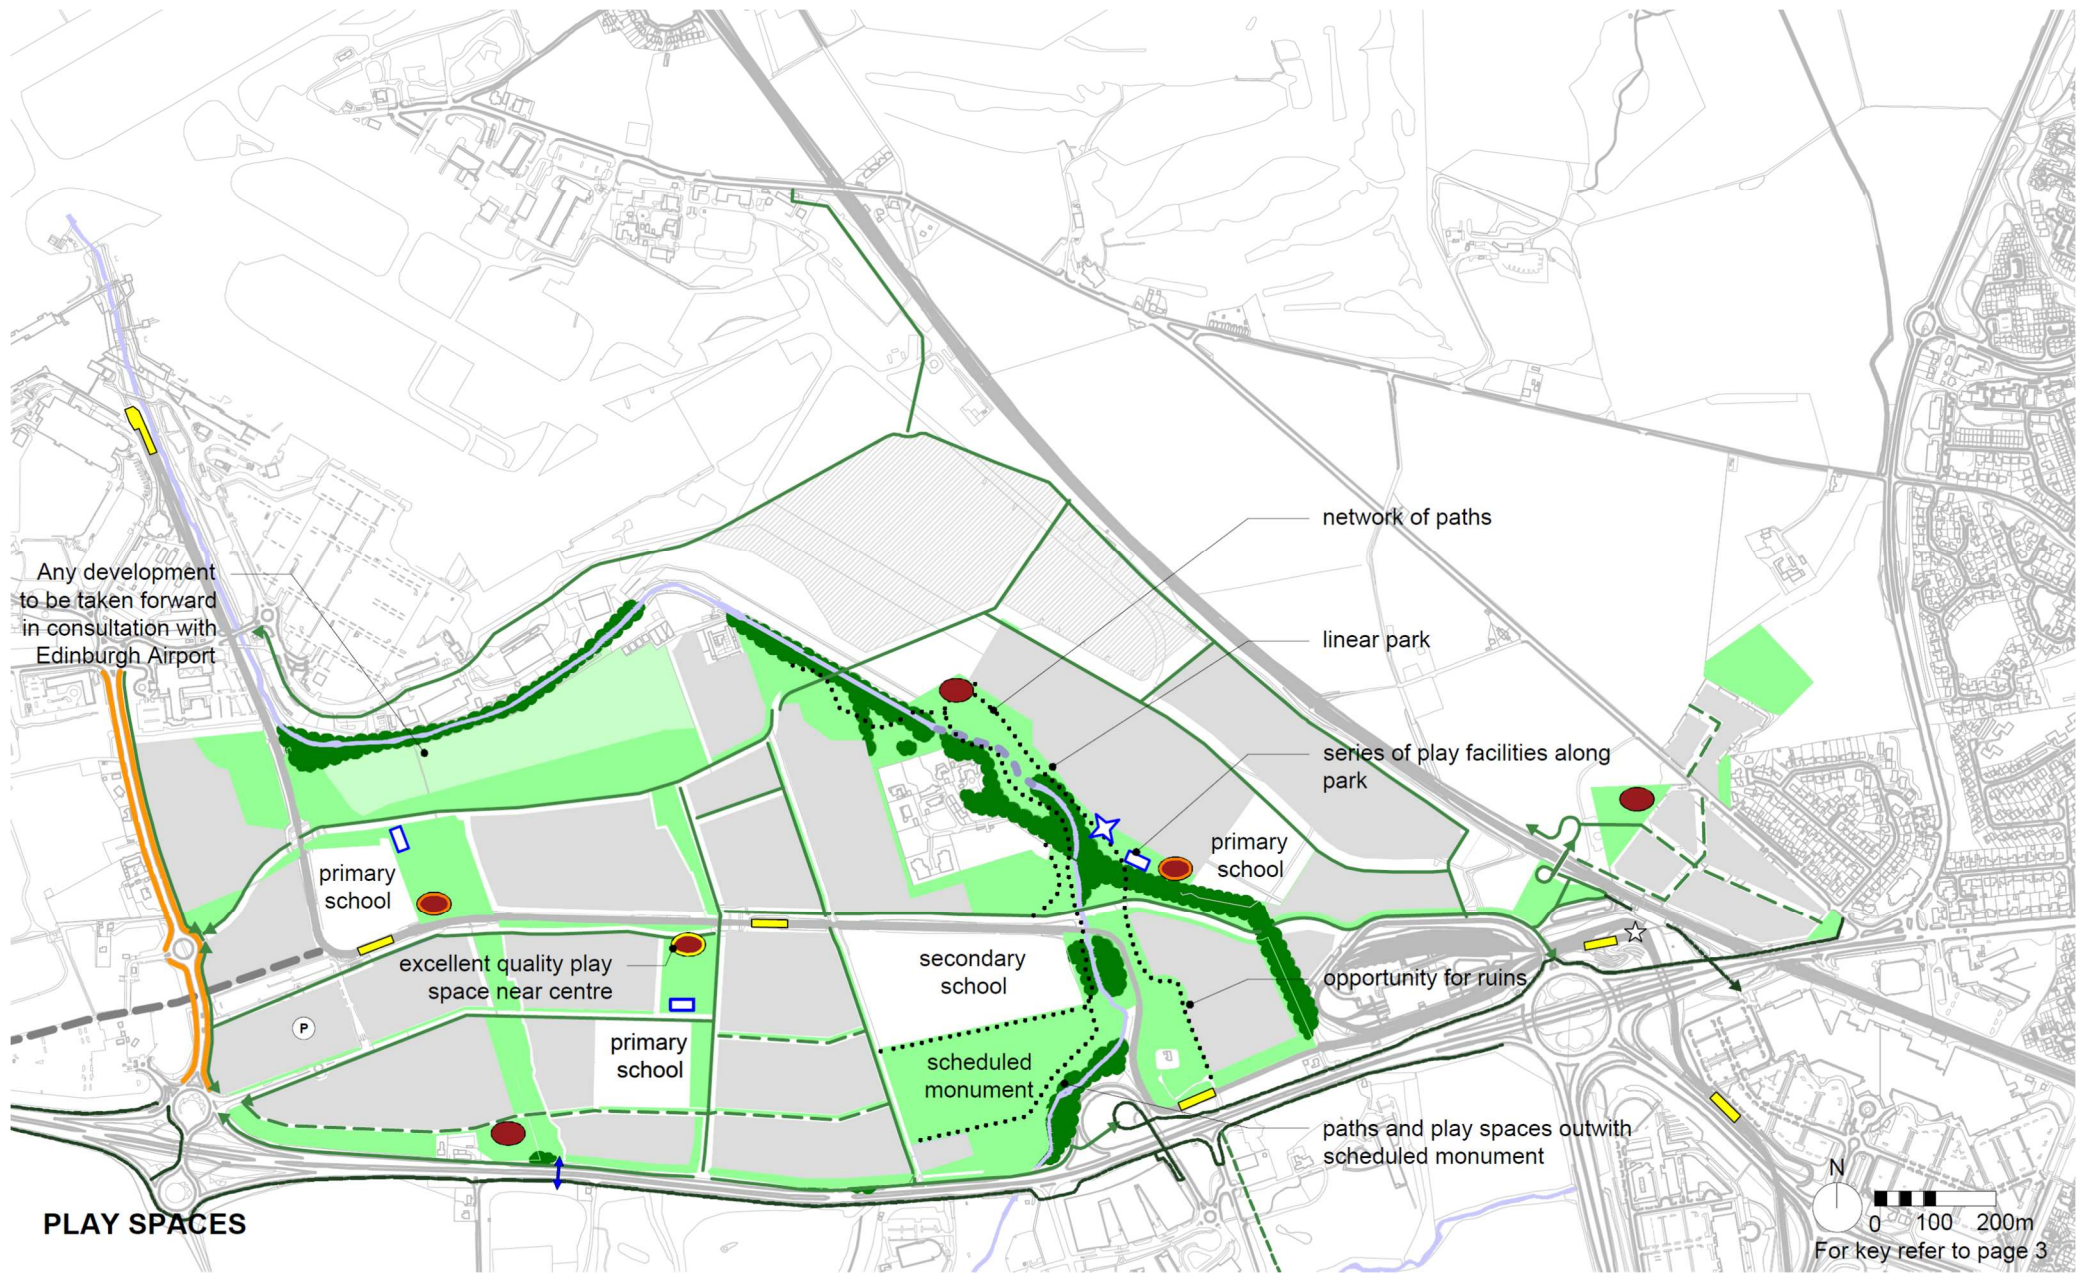 network of paths
Any development
to be taken forward
in consultation with
Edinburgh Airport
linear park
series of play facilities along
park
primary
school
primary
school
excellent quality play
space near centre
secondary
school
opportunity for ruins
P
primary
school
scheduled
monument
paths and play spaces outwith
scheduled monument
N
PLAY SPACES
0 100 200m
For key refer to page 3